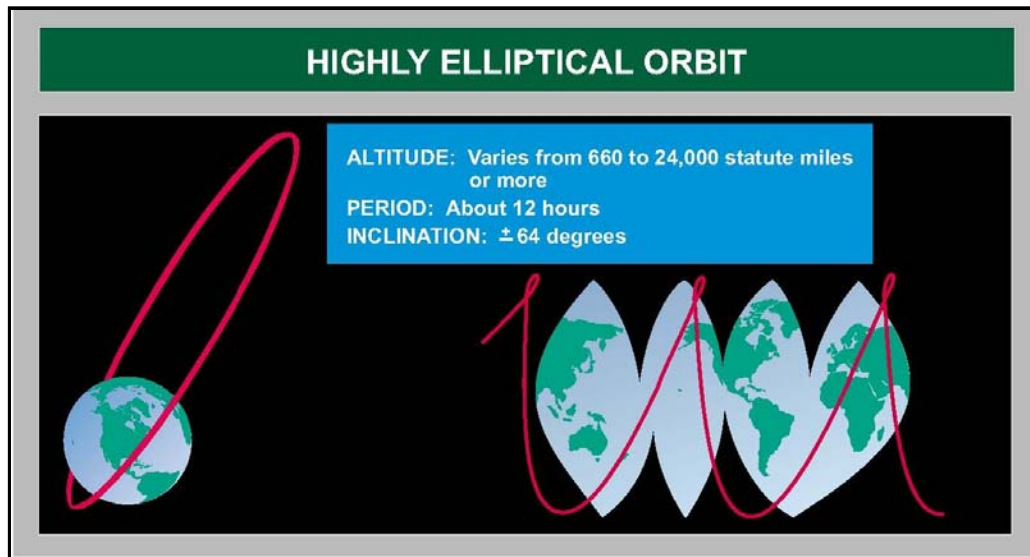 HIGHLY ELLIPTICAL ORBIT
ALTITUDE: Varies from 660 to 24,000 statute miles
or more
PERIOD: About 12 hours
INCLINATION: ±64 degrees